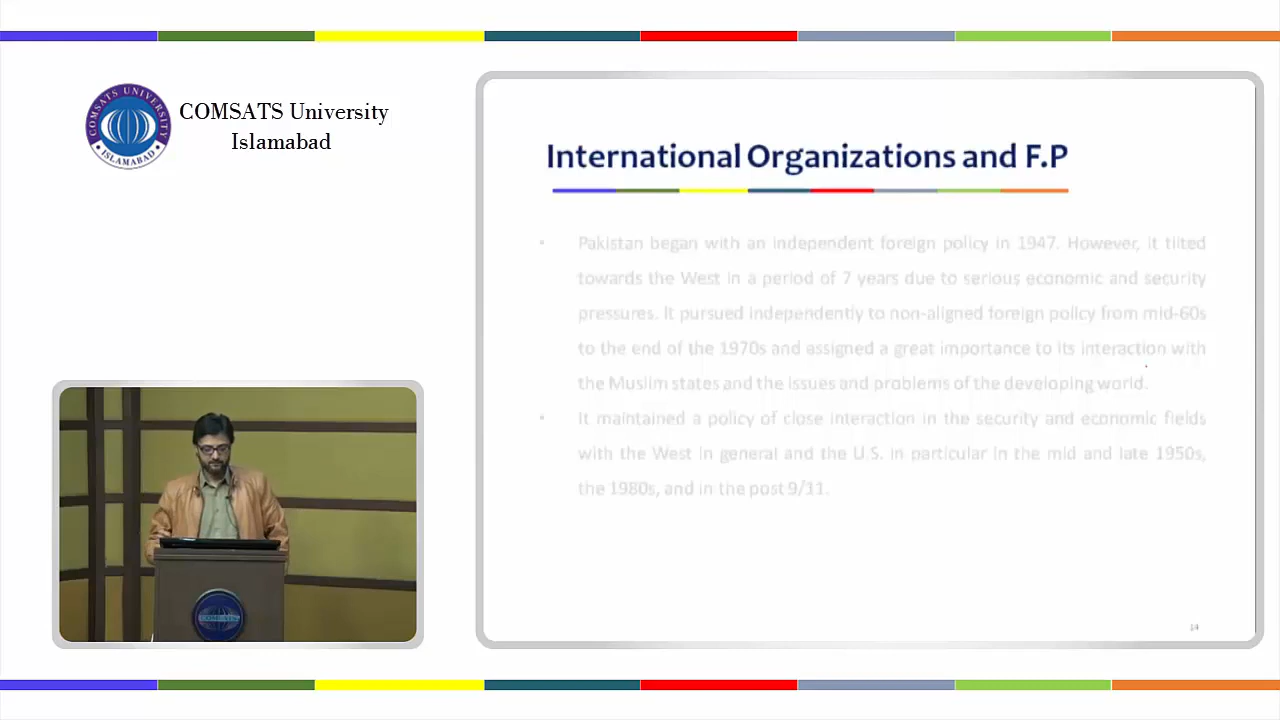 COMSATS UNIVERSITY
ISLAMABAD
COMSATS University
Islamabad
International Organizations and F.P
• Pakistan began with an independent foreign policy in 1947. However, it tilted
towards the West in a period of 7 years due to serious economic and security
pressures. It pursued independently to non-aligned foreign policy from mid-60s
to the end of the 1970s and assigned a great importance to its interaction with
the Muslim states and the issues and problems of the developing world.
• It maintained a policy of close interaction in the security and economic fields
with the West in general and the U.S. in particular in the mid and late 1950s,
the 1980s, and in the post 9/11.
COMSATS
14